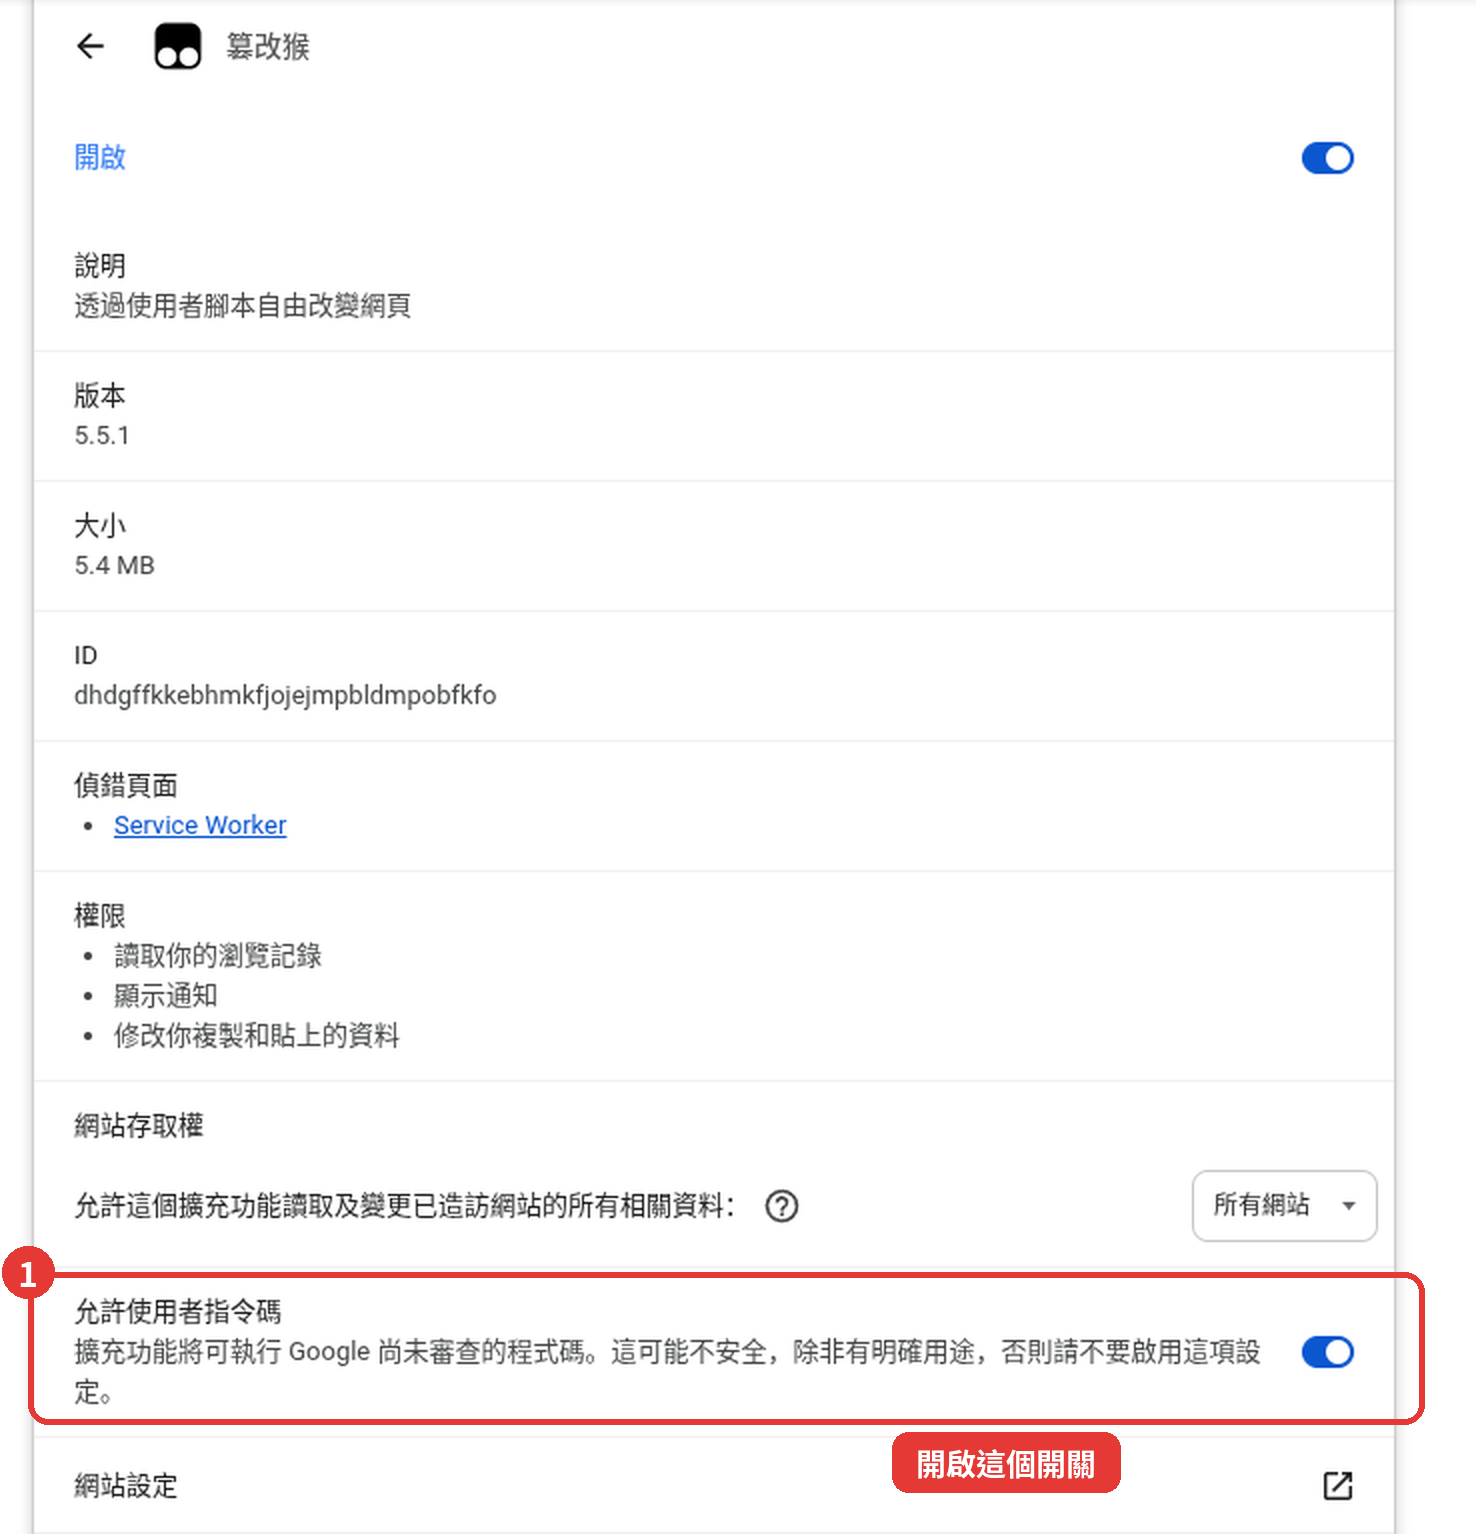 篡改猴
開啟
說明
透過使用者腳本自由改變網頁
版本
5.5.1
大小
5.4 MB
ID
dhdgffkkebhmkfjojejmpbldmpobfkfo
偵錯頁面
Service Worker
權限
讀取你的瀏覽記錄
顯示通知
修改你複製和貼上的資料
網站存取權
允許這個擴充功能讀取及變更已造訪網站的所有相關資料：
所有網站
1
允許使用者指令碼
擴充功能將可執行 Google 尚未審查的程式碼。這可能不安全，除非有明確用途，否則請不要啟用這項設
定。
開啟這個開關
網站設定